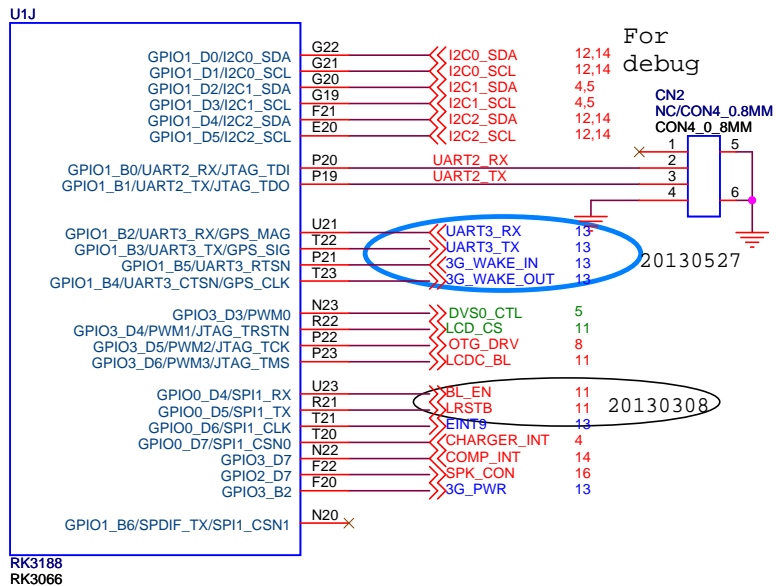 U1J
GPIO1_D0/I2C0_SDA G22 I2C0_SDA 12,14
GPIO1_D1/I2C0_SCL G21 I2C0_SCL 12,14
GPIO1_D2/I2C1_SDA G20 I2C1_SDA 4,5
GPIO1_D3/I2C1_SCL G19 I2C1_SCL 4,5
GPIO1_D4/I2C2_SDA F21 I2C2_SDA 12,14
GPIO1_D5/I2C2_SCL E20 I2C2_SCL 12,14
For
debug
CN2
NC/CON4_0.8MM
CON4_0_8MM
1 5
GPIO1_B0/UART2_RX/JTAG_TDI P20 UART2_RX 2
GPIO1_B1/UART2_TX/JTAG_TDO P19 UART2_TX 3
4 6
GPIO1_B2/UART3_RX/GPS_MAG U21 UART3_RX 13
GPIO1_B3/UART3_TX/GPS_SIG T22 UART3_TX 13
GPIO1_B5/UART3_RTSN P21 3G_WAKE_IN 13
20130527
GPIO1_B4/UART3_CTSN/GPS_CLK T23 3G_WAKE_OUT 13
GPIO3_D3/PWM0 N23 DVS0_CTL 5
GPIO3_D4/PWM1/JTAG_TRSTN R22 LCD_CS 11
GPIO3_D5/PWM2/JTAG_TCK P22 OTG_DRV 8
GPIO3_D6/PWM3/JTAG_TMS P23 LCDC_BL 11
GPIO0_D4/SPI1_RX U23 BL_EN 11
GPIO0_D5/SPI1_TX R21 LRSTB 11 20130308
GPIO0_D6/SPI1_CLK T21 EINT9 13
GPIO0_D7/SPI1_CSN0 T20 CHARGER_INT 4
GPIO3_D7 N22 COMP_INT 14
GPIO2_D7 F22 SPK_CON 16
GPIO3_B2 F20 3G_PWR 13
GPIO1_B6/SPDIF_TX/SPI1_CSN1 N20
RK3188
RK3066